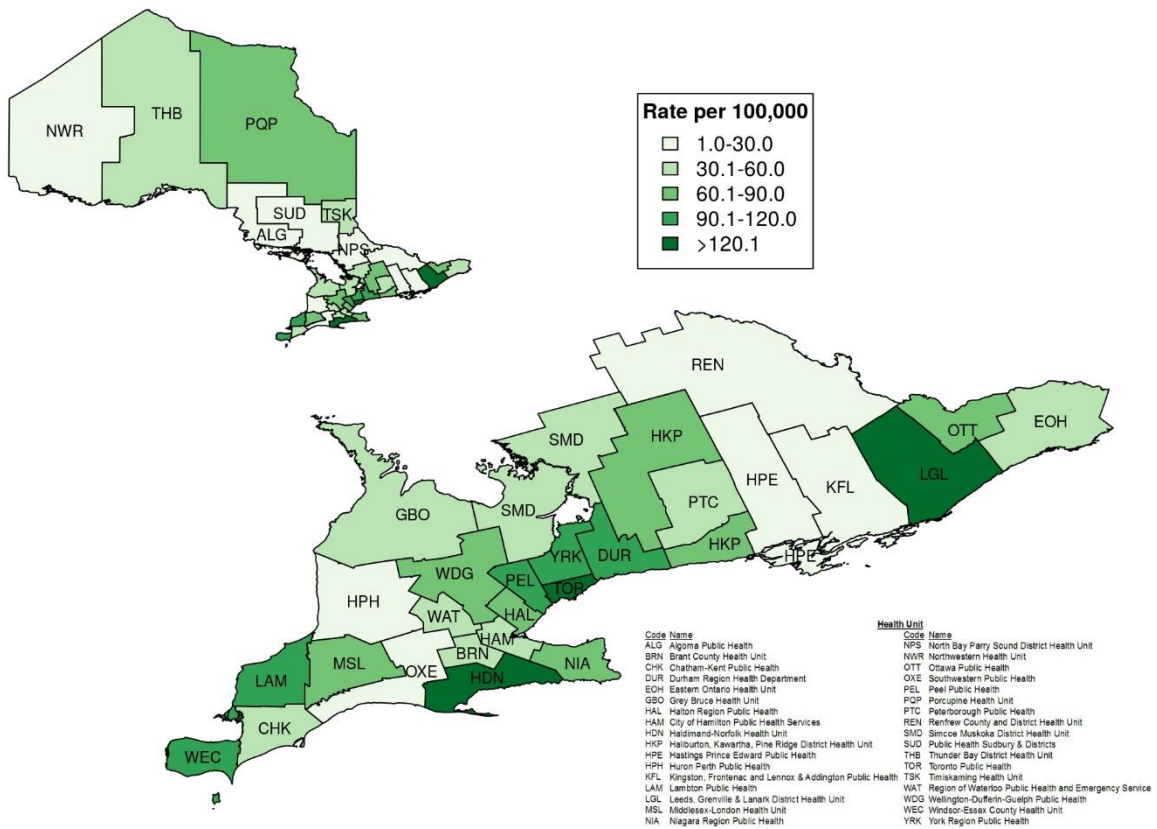 NWR
THB
PQP
SUD
TSK
ALG
NPS
Rate per 100,000
1.0-30.0
30.1-60.0
60.1-90.0
90.1-120.0
>120.1
REN
SMD
HKP
OTT
EOH
LGL
HPE
KFL
PTC
GBO
SMD
YRK
DUR
HKP
HPE
WDG
PEL
TOR
HPH
WAT
HAL
HAM
BRN
NIA
MSL
OXE
HDN
LAM
CHK
WEC
Health Unit
Code Name
ALG Algoma Public Health
BRN Brant County Health Unit
CHK Chatham-Kent Public Health
DUR Durham Region Health Department
EOH Eastern Ontario Health Unit
GBO Grey Bruce Health Unit
HAL Halton Region Public Health
HAM City of Hamilton Public Health Services
HDN Haldimand-Norfolk Health Unit
HKP Haliburton, Kawartha, Pine Ridge District Health Unit
HPE Hastings Prince Edward Public Health
HPH Huron Perth Public Health
KFL Kingston, Frontenac and Lennox & Addington Public Health
LAM Lambton Public Health
LGL Leeds, Grenville & Lanark District Health Unit
MSL Middlesex-London Health Unit
NIA Niagara Region Public Health
Code Name
NPS North Bay Parry Sound District Health Unit
NWR Northwestern Health Unit
OTT Ottawa Public Health
OXE Southwestern Public Health
PEL Peel Public Health
PQP Porcupine Health Unit
PTC Peterborough Public Health
REN Renfrew County and District Health Unit
SMD Simcoe Muskoka District Health Unit
SUD Public Health Sudbury & Districts
THB Thunder Bay District Health Unit
TOR Toronto Public Health
TSK Timiskaming Health Unit
WAT Region of Waterloo Public Health and Emergency Service
WDG Wellington-Dufferin-Guelph Public Health
WEC Windsor-Essex County Health Unit
YRK York Region Public Health